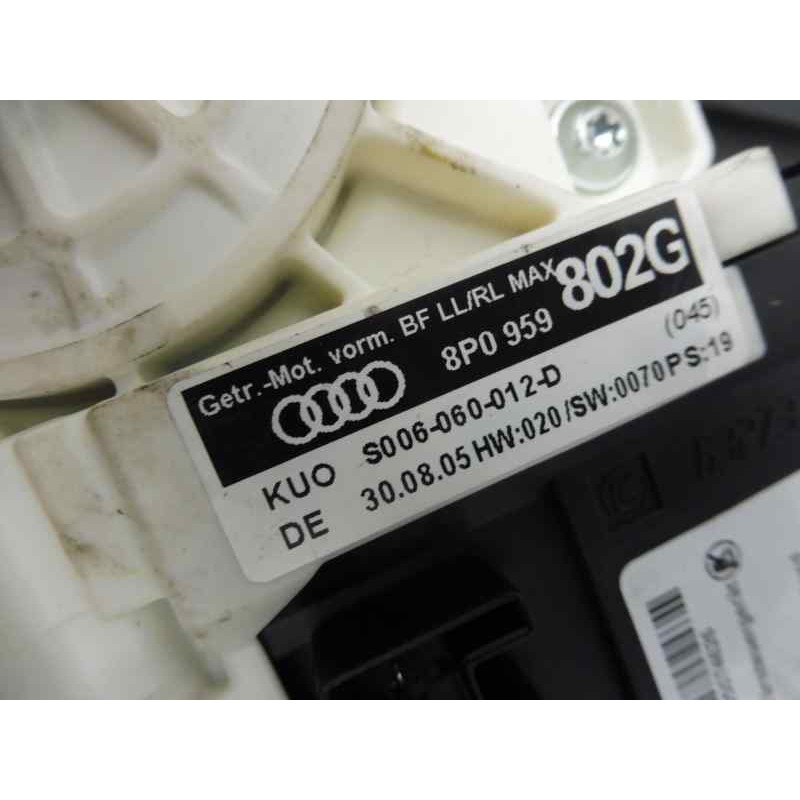 Getr.-Mot. vorm. BF LL/RL MAX
8P0 959 802G
(045)
KUO S006-060-012-D
DE 30.08.05 HW:020/SW:0070 PS:19